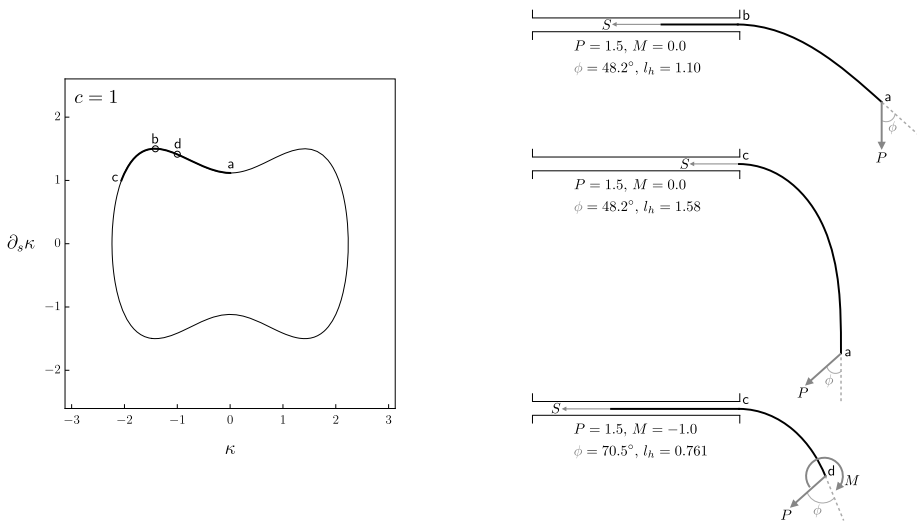 c = 1
2
1
0
−1
−2
−3
−2
−1
0
1
2
3
∂ₛκ
κ
a
b
c
d
b
S
P = 1.5, M = 0.0
ϕ = 48.2°, lₕ = 1.10
a
ϕ
P
c
S
P = 1.5, M = 0.0
ϕ = 48.2°, lₕ = 1.58
a
ϕ
P
c
S
P = 1.5, M = −1.0
ϕ = 70.5°, lₕ = 0.761
d
M
P
ϕ